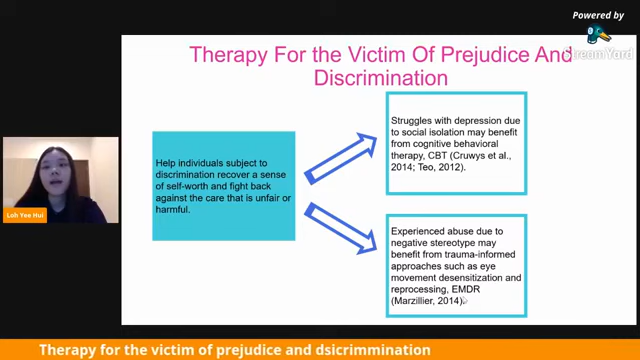 Powered by
StreamYard
Therapy For the Victim Of Prejudice And
Discrimination
Help individuals subject to
discrimination recover a sense
of self-worth and fight back
against the care that is unfair or
harmful.
Struggles with depression due
to social isolation may benefit
from cognitive behavioral
therapy, CBT (Cruwys et al.,
2014; Teo, 2012).
Experienced abuse due to
negative stereotype may
benefit from trauma-informed
approaches such as eye
movement desensitization and
reprocessing, EMDR
(Marzillier, 2014).
Loh Yee Hui
Therapy for the victim of prejudice and dsicrimmination